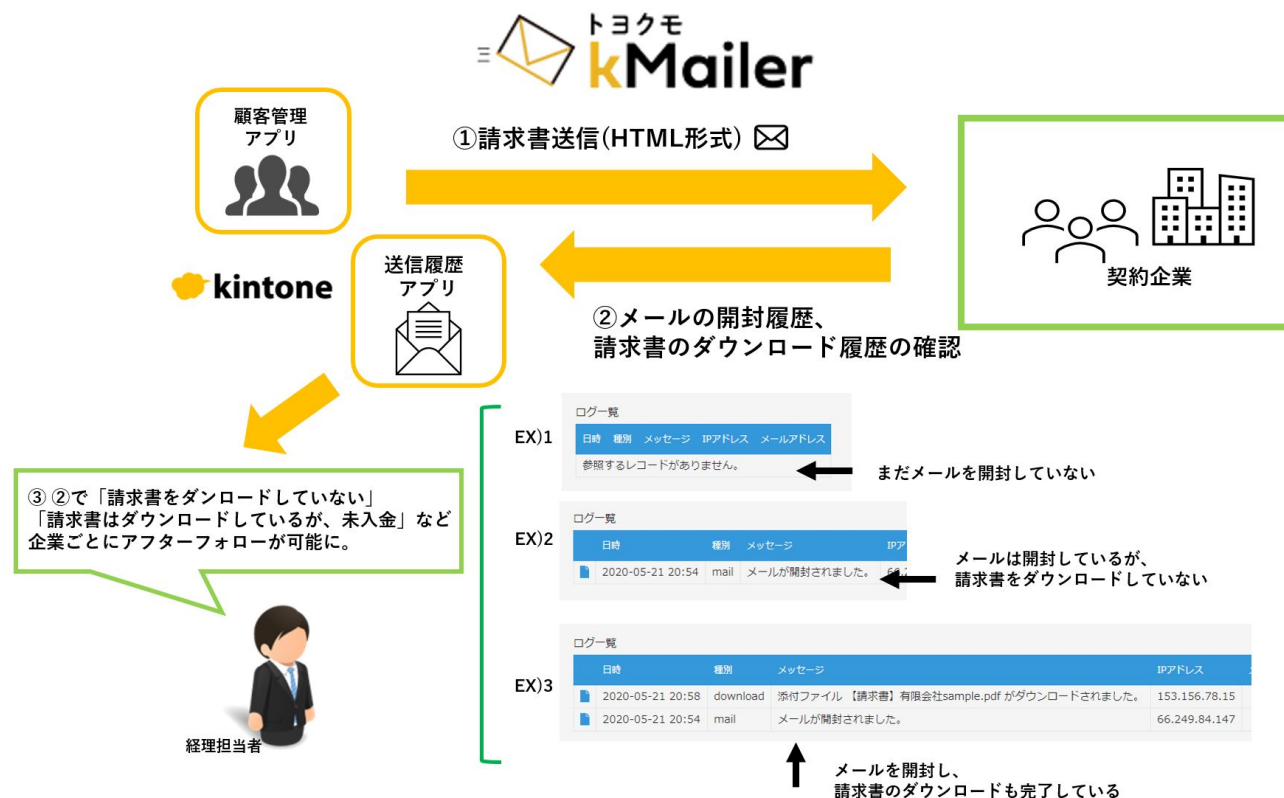 トヨクモ
kMailer
顧客管理
アプリ
①請求書送信(HTML形式)
契約企業
kintone
送信履歴
アプリ
②メールの開封履歴、
請求書のダウンロード履歴の確認
③ ②で「請求書をダンロードしていない」
「請求書はダウンロードしているが、未入金」など
企業ごとにアフターフォローが可能に。
経理担当者
EX)1
ログ一覧
日時 種別 メッセージ IPアドレス メールアドレス
参照するレコードがありません。
まだメールを開封していない
EX)2
ログ一覧
日時 種別 メッセージ IPア
2020-05-21 20:54 mail メールが開封されました。
メールは開封しているが、
請求書をダウンロードしていない
EX)3
ログ一覧
日時 種別 メッセージ IPアドレス
2020-05-21 20:58 download 添付ファイル 【請求書】有限会社sample.pdf がダウンロードされました。 153.156.78.15
2020-05-21 20:54 mail メールが開封されました。 66.249.84.147
メールを開封し、
請求書のダウンロードも完了している